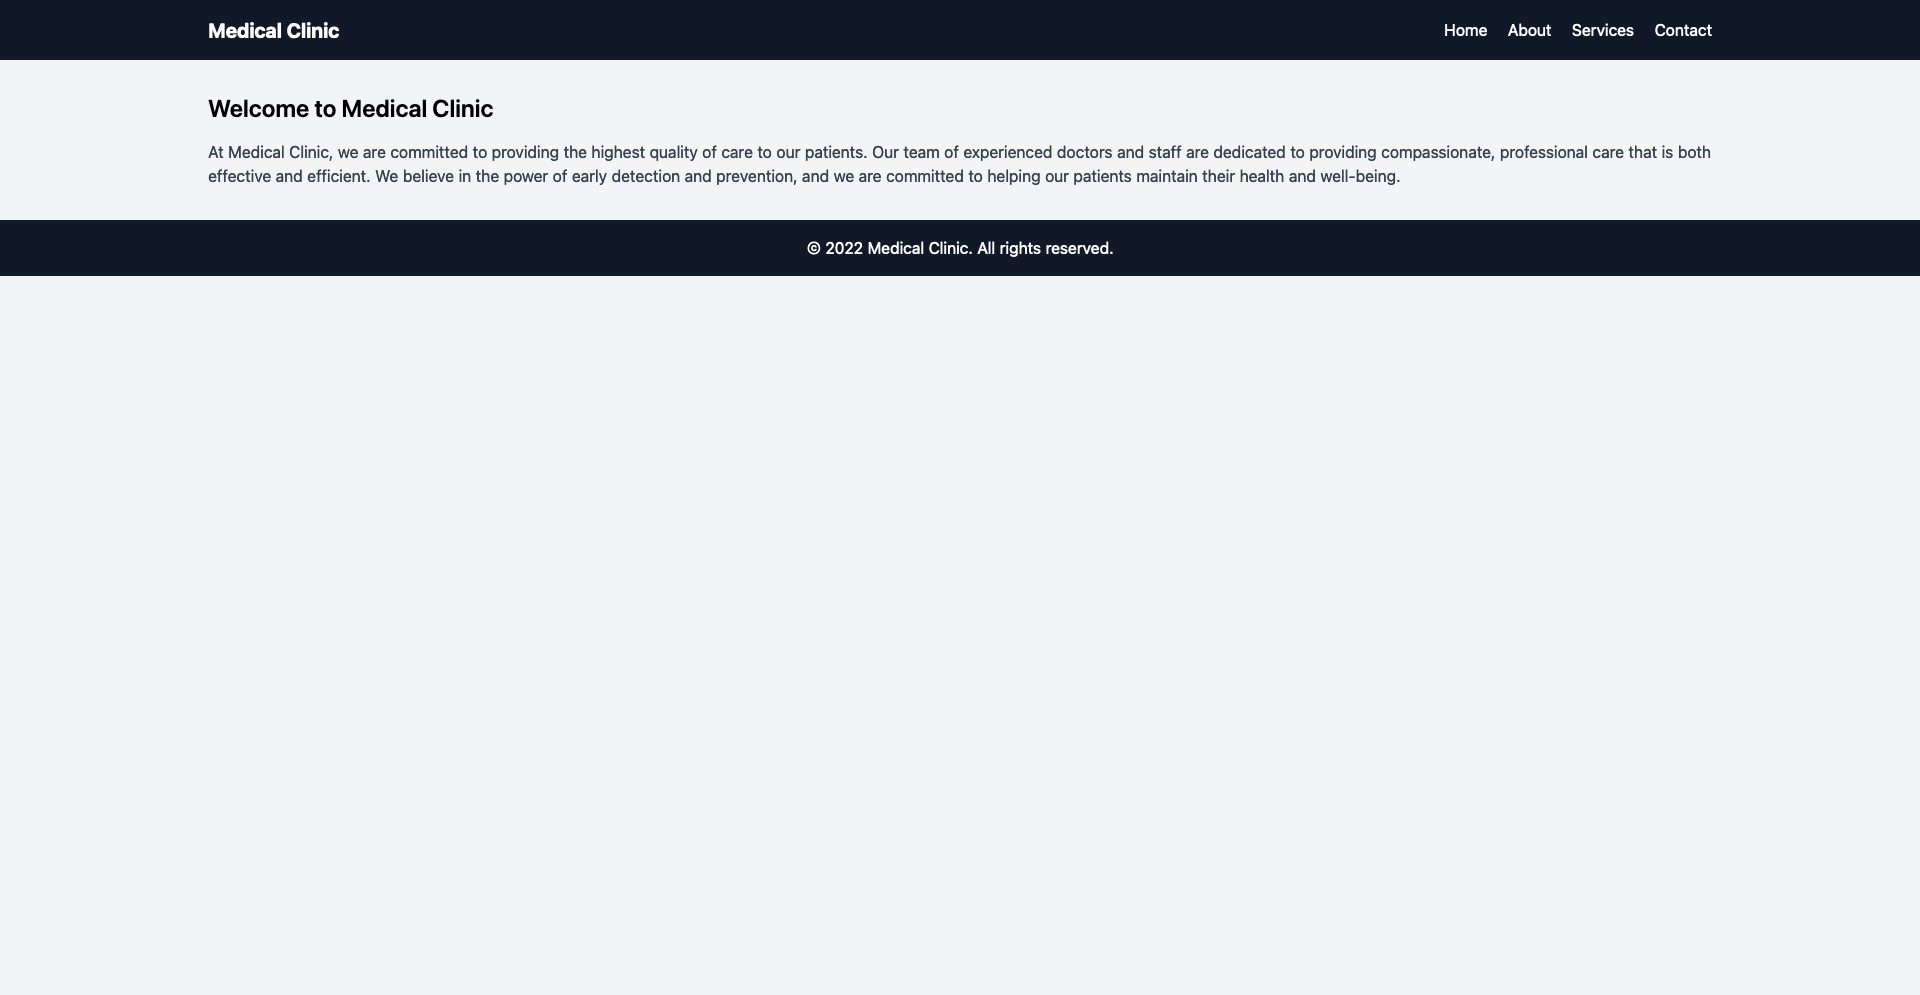 Medical Clinic
Home About Services Contact
Welcome to Medical Clinic
At Medical Clinic, we are committed to providing the highest quality of care to our patients. Our team of experienced doctors and staff are dedicated to providing compassionate, professional care that is both
effective and efficient. We believe in the power of early detection and prevention, and we are committed to helping our patients maintain their health and well-being.
© 2022 Medical Clinic. All rights reserved.